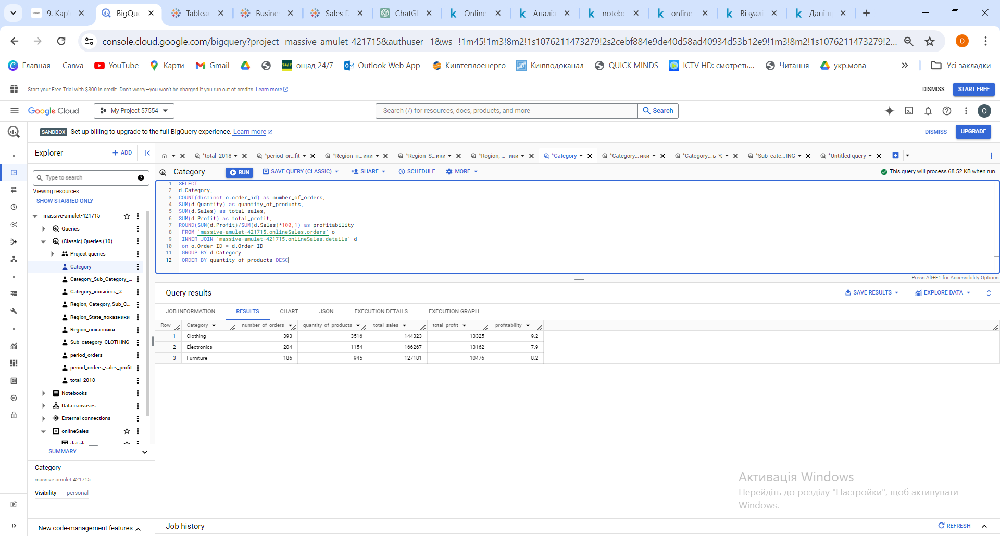 9. Кар'
BigQue
Tableau
Busine
Sales D
ChatGP
Online
Аналіз
notebo
online
Візуал
Дані п
console.cloud.google.com/bigquery?project=massive-amulet-421715&authuser=1&ws=!1m45!1m3!8m2!1s1076211473279!2s2cebf884e9de40d58ad40934d53b12e9!1m3!8m2!1s1076211473279!2...
O
Главная — Canva
YouTube
Карти
Gmail
24/7
ощад 24/7
Outlook Web App
Київтеплоенерго
Київводоканал
QUICK MINDS
ICTV HD: смотреть...
Читання
укр.мова
Усі закладки
Start your Free Trial with $300 in credit. Don't worry—you won't be charged if you run out of credits. Learn more
DISMISS
START FREE
Google Cloud
My Project 57554
Search (/) for resources, docs, products, and more
Search
O
SANDBOX Set up billing to upgrade to the full BigQuery experience. Learn more
DISMISS
UPGRADE
Explorer
+ ADD
*total_2018
*period_or...fit
*Region_п...ики
*Region_S...ики
*Region, ... ики
*Category
*Category...ики
*Category...ь_%
*Sub_cate...ING
*Untitled query
Type to search
Viewing resources.
SHOW STARRED ONLY
massive-amulet-421715
Queries
(Classic) Queries (10)
Project queries
Category
Category_Sub_Category_...
Category_кількість_%
Region, Category, Sub_C...
Region_State_показники
Region_показники
Sub_category_CLOTHING
period_orders
period_orders_sales_profit
total_2018
Notebooks
Data canvases
External connections
onlineSales
details
SUMMARY
Category
massive-amulet-421715
Visibility personal
New code-management features
Category
RUN
SAVE QUERY (CLASSIC)
SHARE
SCHEDULE
MORE
This query will process 68.52 KB when run.
1 SELECT
2 d.Category,
3 COUNT(distinct o.order_id) as number_of_orders,
4 SUM(d.Quantity) as quantity_of_products,
5 SUM(d.Sales) as total_sales,
6 SUM(d.Profit) as total_profit,
7 ROUND(SUM(d.Profit)/SUM(d.Sales)*100,1) as profitability
8 FROM `massive-amulet-421715.onlineSales.orders` o
9 INNER JOIN `massive-amulet-421715.onlineSales.details` d
10 on o.Order_ID = d.Order_ID
11 GROUP BY d.Category
12 ORDER BY quantity_of_products DESC
Press Alt+F1 for Accessibility Options.
Query results
SAVE RESULTS
EXPLORE DATA
JOB INFORMATION
RESULTS
CHART
JSON
EXECUTION DETAILS
EXECUTION GRAPH
Row Category number_of_orders quantity_of_products total_sales total_profit profitability
1 Clothing 393 3516 144323 13325 9.2
2 Electronics 204 1154 166267 13162 7.9
3 Furniture 186 945 127181 10476 8.2
Активація Windows
Перейдіть до розділу "Настройки", щоб активувати
Windows.
Job history
REFRESH